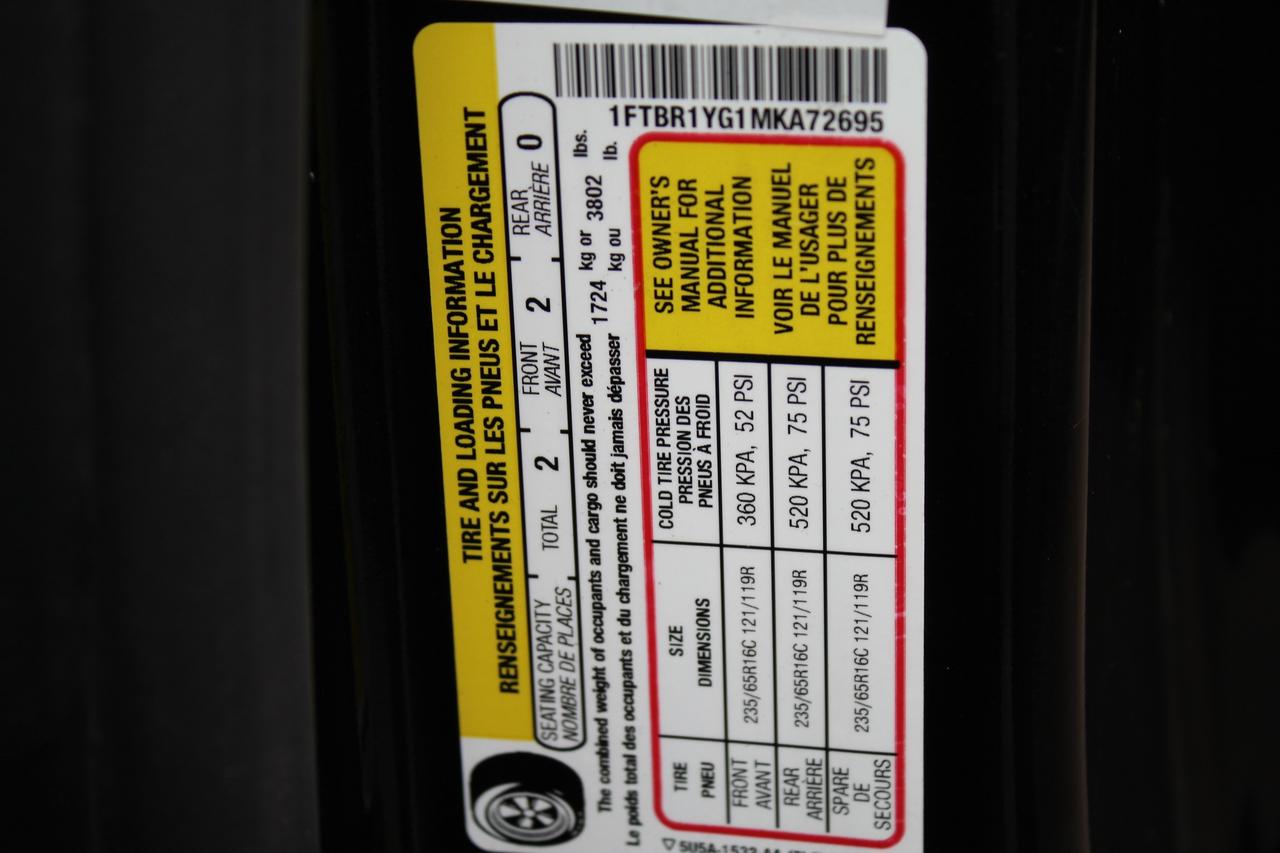 TIRE AND LOADING INFORMATION
RENSEIGNEMENTS SUR LES PNEUS ET LE CHARGEMENT
SEATING CAPACITY TOTAL 2 FRONT 2 REAR 0
NOMBRE DE PLACES AVANT ARRIÈRE
The combined weight of occupants and cargo should never exceed 1724 kg or 3802 lbs.
Le poids total des occupants et du chargement ne doit jamais dépasser kg ou lb.
1FTBR1YG1MKA72695
TIRE SIZE COLD TIRE PRESSURE
PNEU DIMENSIONS PRESSION DES
PNEUS À FROID
FRONT 235/65R16C 121/119R 360 KPA, 52 PSI
AVANT
REAR 235/65R16C 121/119R 520 KPA, 75 PSI
ARRIÈRE
SPARE 235/65R16C 121/119R 520 KPA, 75 PSI
DE
SECOURS
SEE OWNER'S
MANUAL FOR
ADDITIONAL
INFORMATION
VOIR LE MANUEL
DE L'USAGER
POUR PLUS DE
RENSEIGNEMENTS